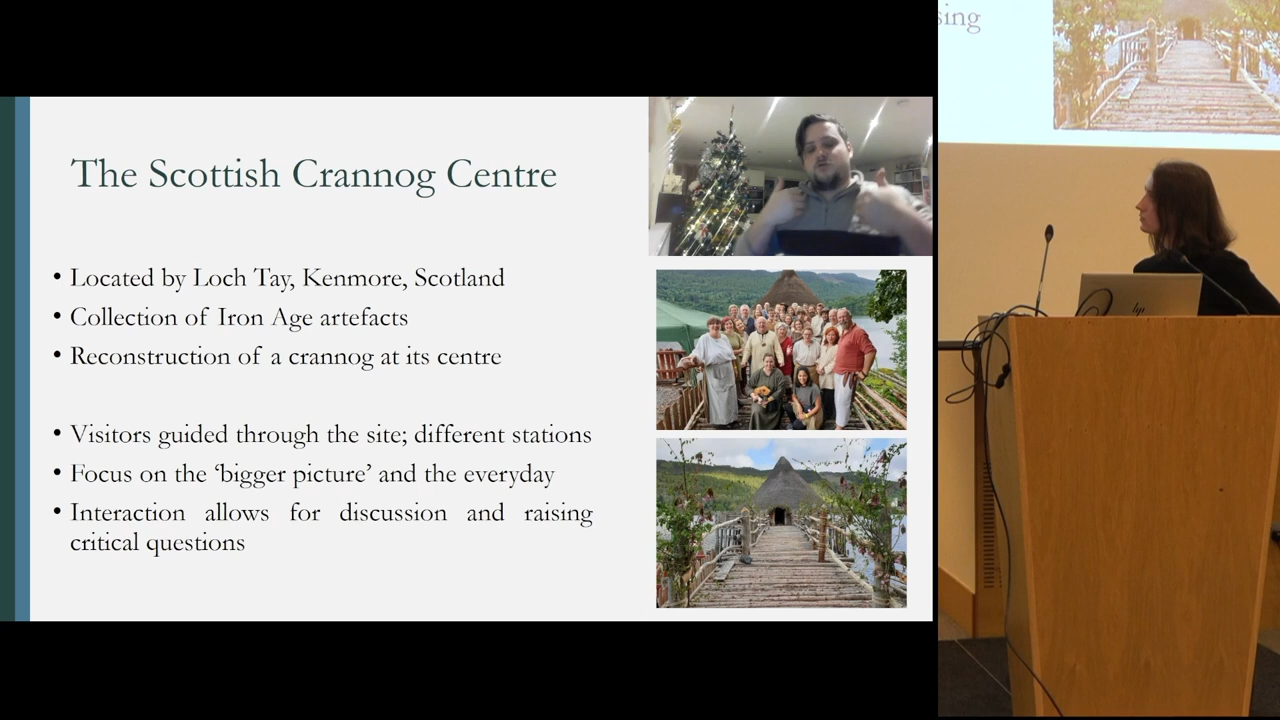 The Scottish Crannog Centre
• Located by Loch Tay, Kenmore, Scotland
• Collection of Iron Age artefacts
• Reconstruction of a crannog at its centre
• Visitors guided through the site; different stations
• Focus on the ‘bigger picture’ and the everyday
• Interaction allows for discussion and raising
critical questions
sing
hp